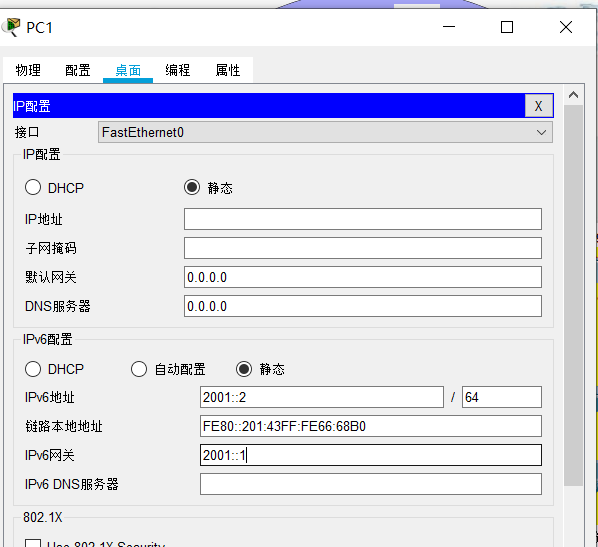 PC1
物理 配置 桌面 编程 属性
IP配置 X
接口 FastEthernet0
IP配置
DHCP 静态
IP地址
子网掩码
默认网关 0.0.0.0
DNS服务器 0.0.0.0
IPv6配置
DHCP 自动配置 静态
IPv6地址 2001::2 / 64
链路本地地址 FE80::201:43FF:FE66:68B0
IPv6网关 2001::1
IPv6 DNS服务器
802.1X
Use 802.1X Security